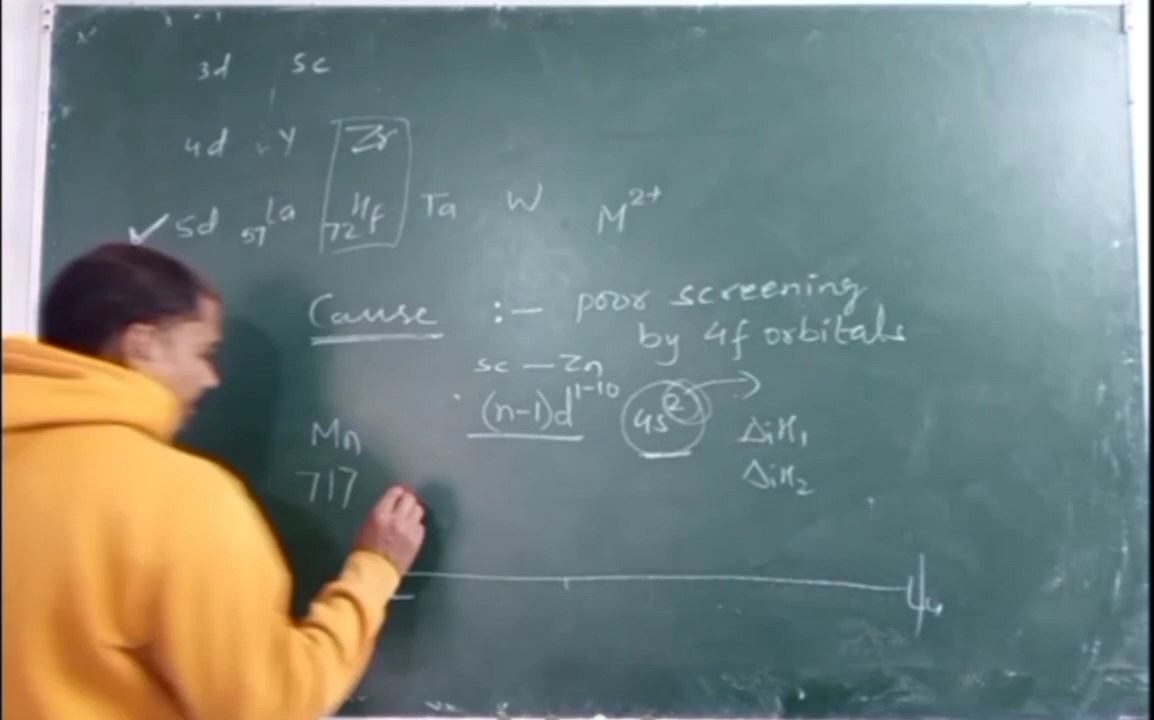 3d Sc
4d Y Zr
5d 57La 72Hf Ta W M2+
Cause :- poor screening
by 4f orbitals
Sc - Zn
(n-1)d1-10 4s2
Mn ΔiH1
717 ΔiH2